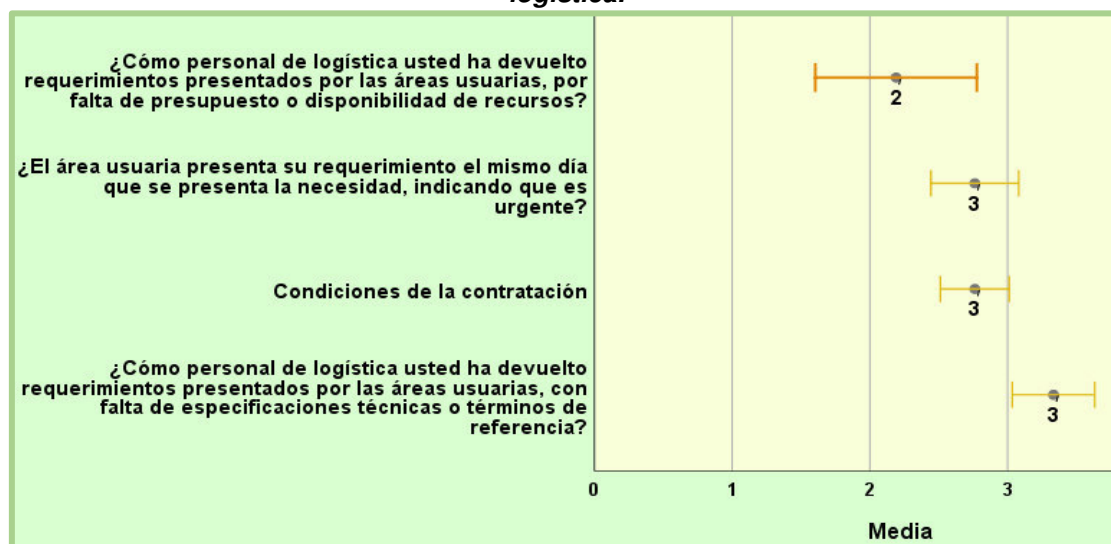 logística.
¿Cómo personal de logística usted ha devuelto
requerimientos presentados por las áreas usuarias, por
falta de presupuesto o disponibilidad de recursos?
2
¿El área usuaria presenta su requerimiento el mismo día
que se presenta la necesidad, indicando que es
urgente?
3
Condiciones de la contratación
3
¿Cómo personal de logística usted ha devuelto
requerimientos presentados por las áreas usuarias, con
falta de especificaciones técnicas o términos de
referencia?
3
0 1 2 3
Media